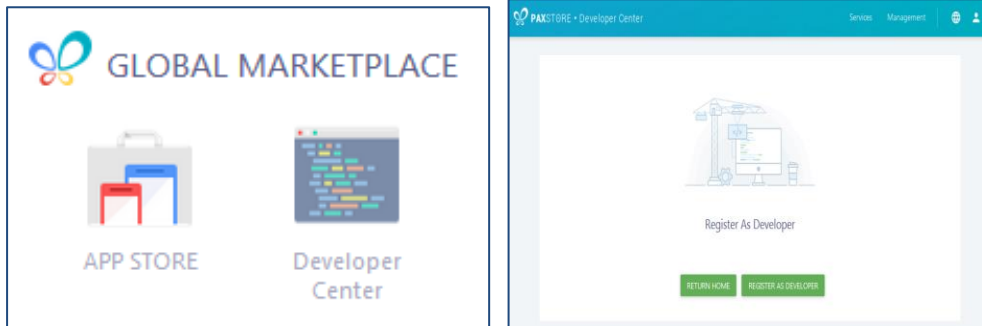 GLOBAL MARKETPLACE
APP STORE
Developer
Center
PAXSTORE • Developer Center
Services
Management
Register As Developer
RETURN HOME
REGISTER AS DEVELOPER